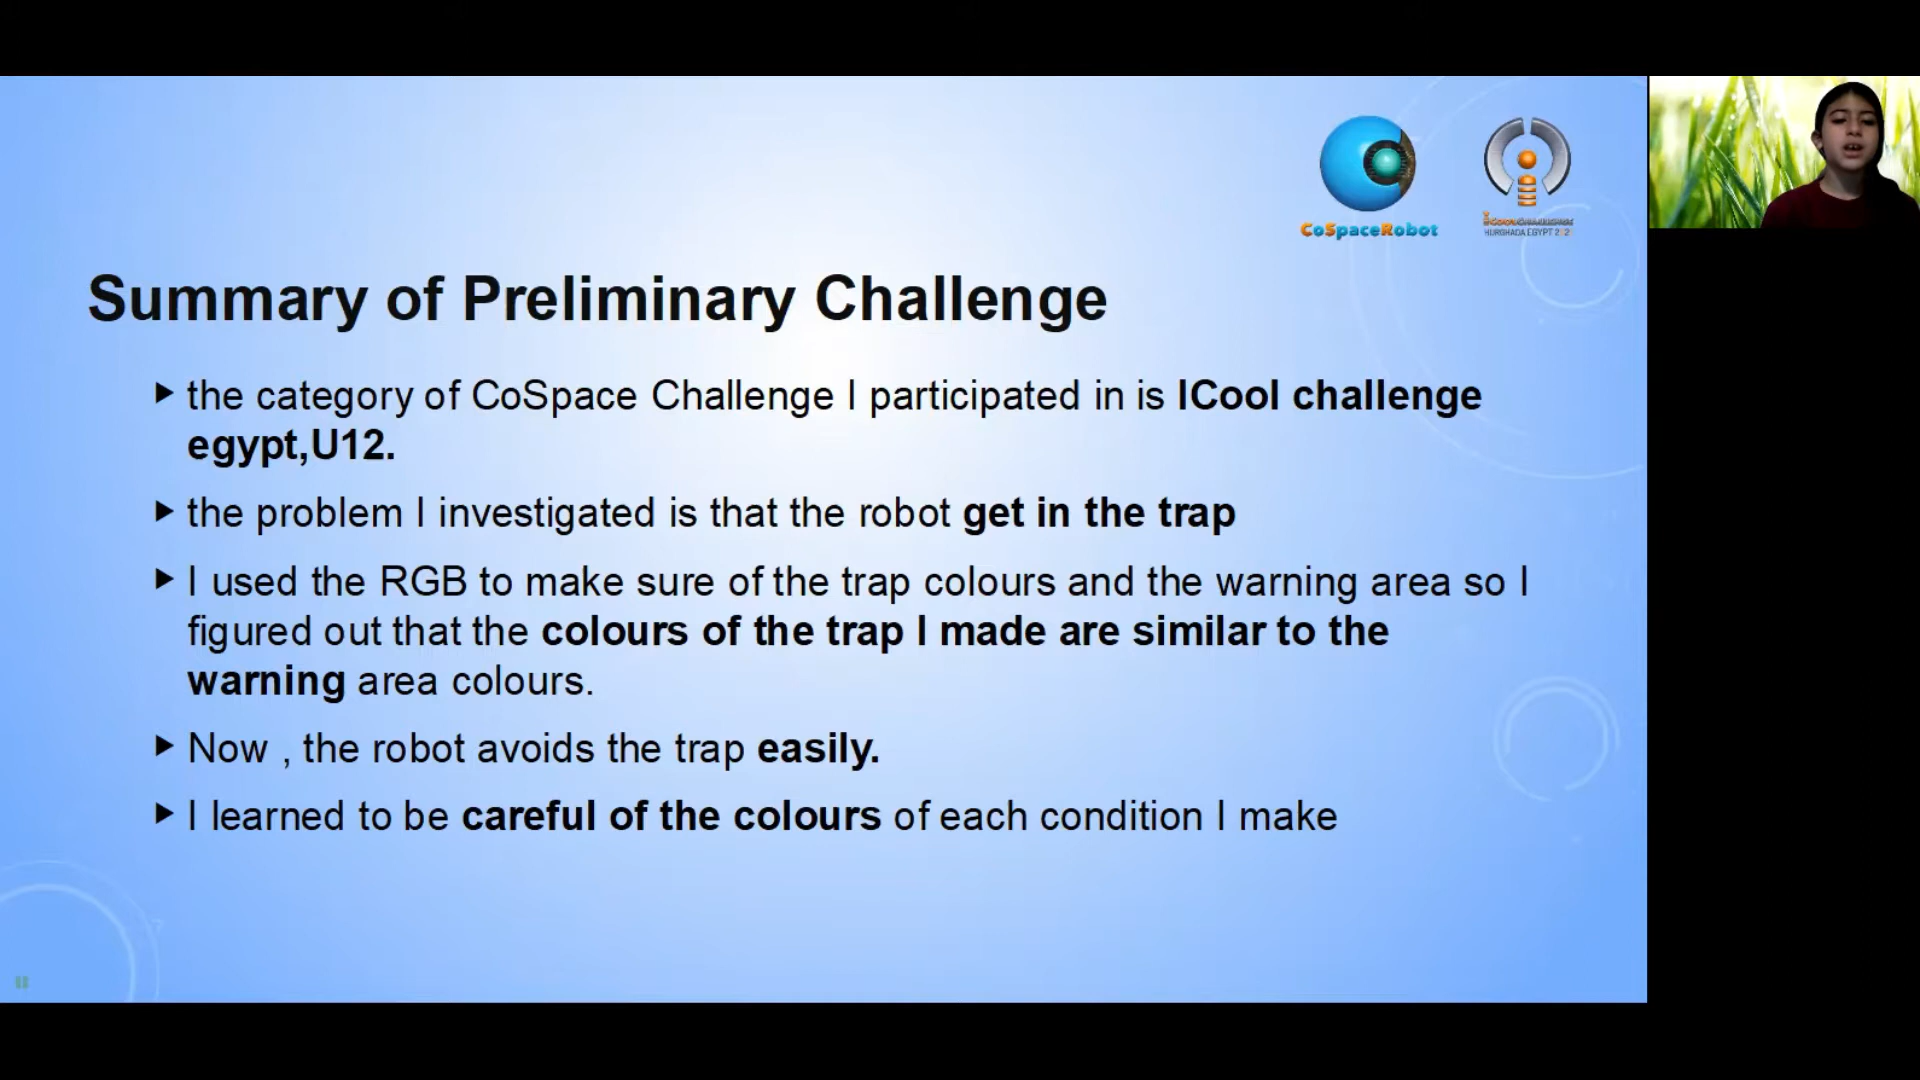 CoSpaceRobot
HURGHADA EGYPT 2
Summary of Preliminary Challenge
the category of CoSpace Challenge I participated in is ICool challenge
egypt,U12.
the problem I investigated is that the robot get in the trap
I used the RGB to make sure of the trap colours and the warning area so I
figured out that the colours of the trap I made are similar to the
warning area colours.
Now , the robot avoids the trap easily.
I learned to be careful of the colours of each condition I make